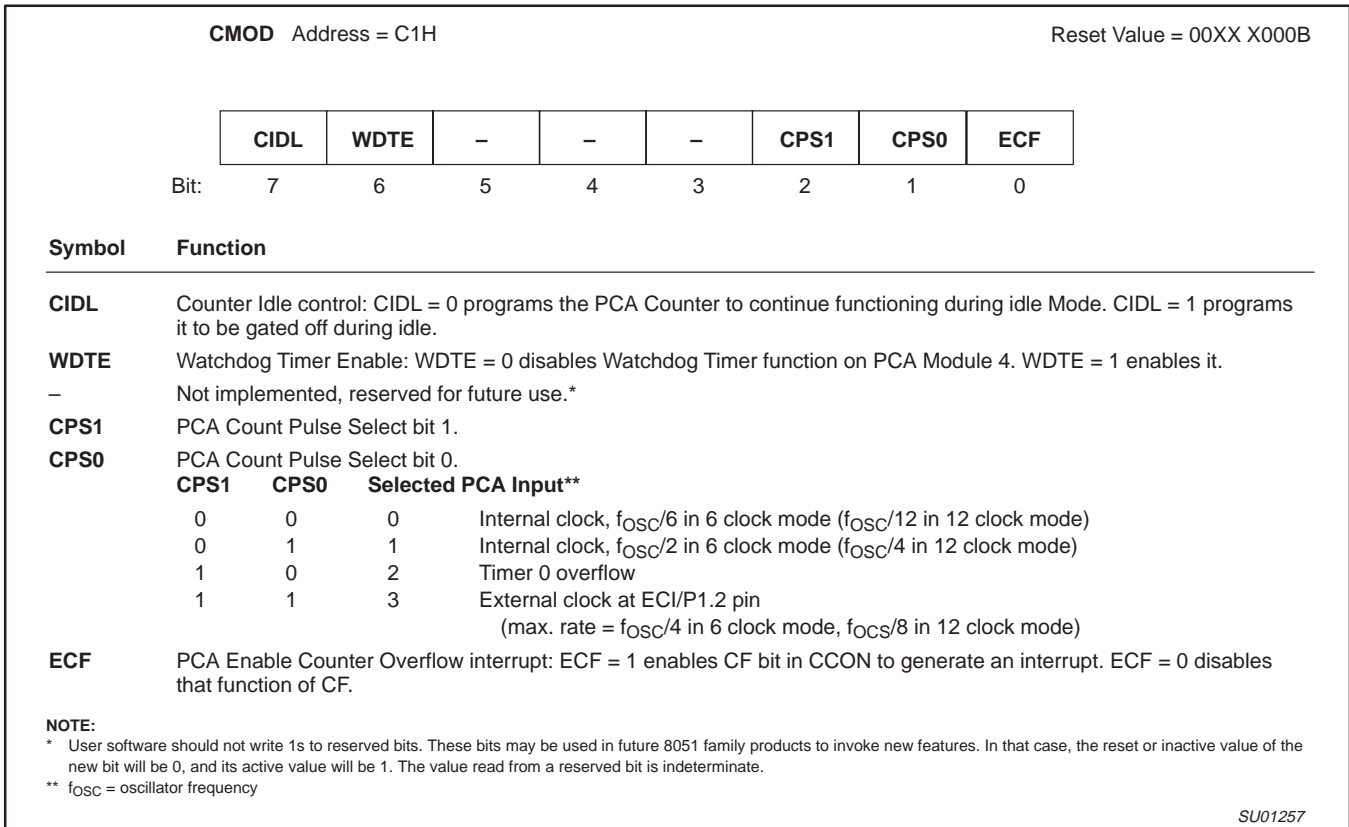 CMOD Address = C1H Reset Value = 00XX X000B
CIDL WDTE – – – CPS1 CPS0 ECF
Bit: 7 6 5 4 3 2 1 0
Symbol Function
CIDL Counter Idle control: CIDL = 0 programs the PCA Counter to continue functioning during idle Mode. CIDL = 1 programs
it to be gated off during idle.
WDTE Watchdog Timer Enable: WDTE = 0 disables Watchdog Timer function on PCA Module 4. WDTE = 1 enables it.
– Not implemented, reserved for future use.*
CPS1 PCA Count Pulse Select bit 1.
CPS0 PCA Count Pulse Select bit 0.
CPS1 CPS0 Selected PCA Input**
0 0 0 Internal clock, fOSC/6 in 6 clock mode (fOSC/12 in 12 clock mode)
0 1 1 Internal clock, fOSC/2 in 6 clock mode (fOSC/4 in 12 clock mode)
1 0 2 Timer 0 overflow
1 1 3 External clock at ECI/P1.2 pin
(max. rate = fOSC/4 in 6 clock mode, fOCS/8 in 12 clock mode)
ECF PCA Enable Counter Overflow interrupt: ECF = 1 enables CF bit in CCON to generate an interrupt. ECF = 0 disables
that function of CF.
NOTE:
* User software should not write 1s to reserved bits. These bits may be used in future 8051 family products to invoke new features. In that case, the reset or inactive value of the
new bit will be 0, and its active value will be 1. The value read from a reserved bit is indeterminate.
** fOSC = oscillator frequency
SU01257